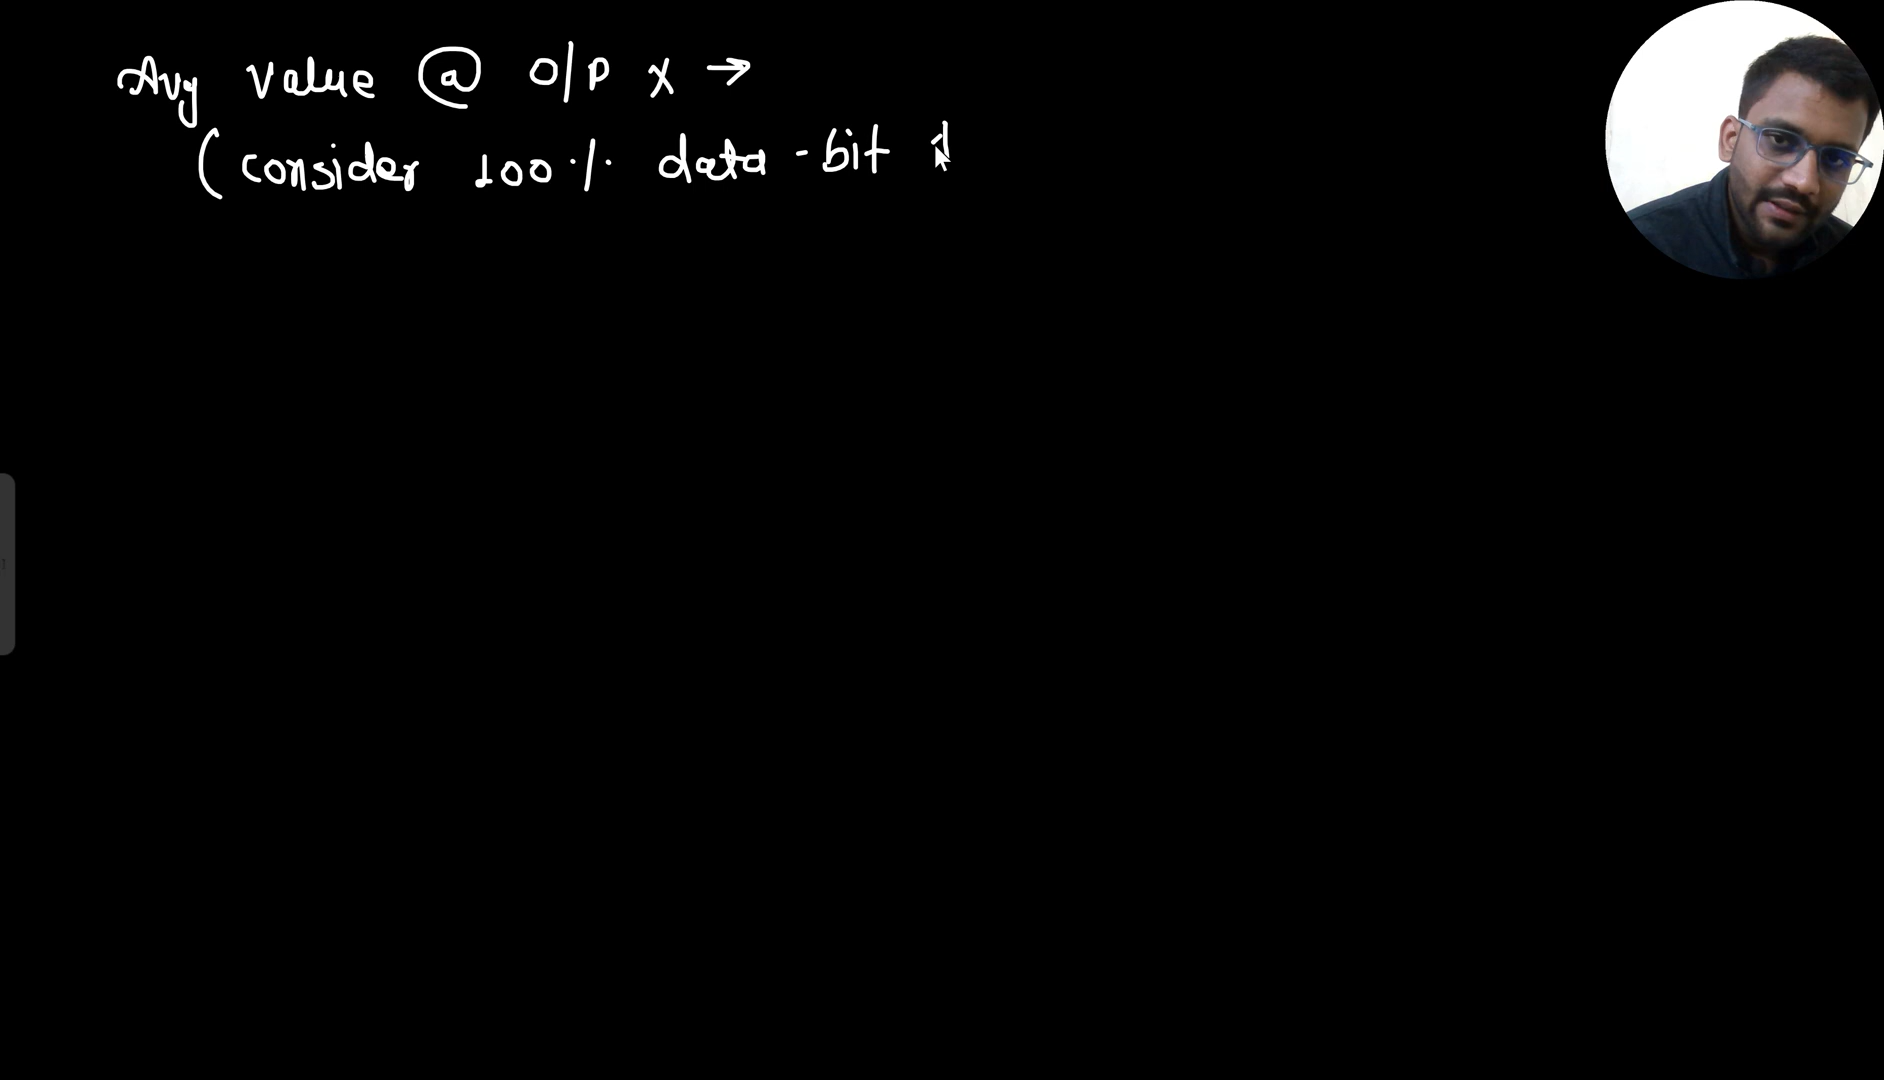 Avg value @ O/P X →
(consider 100% data-bit